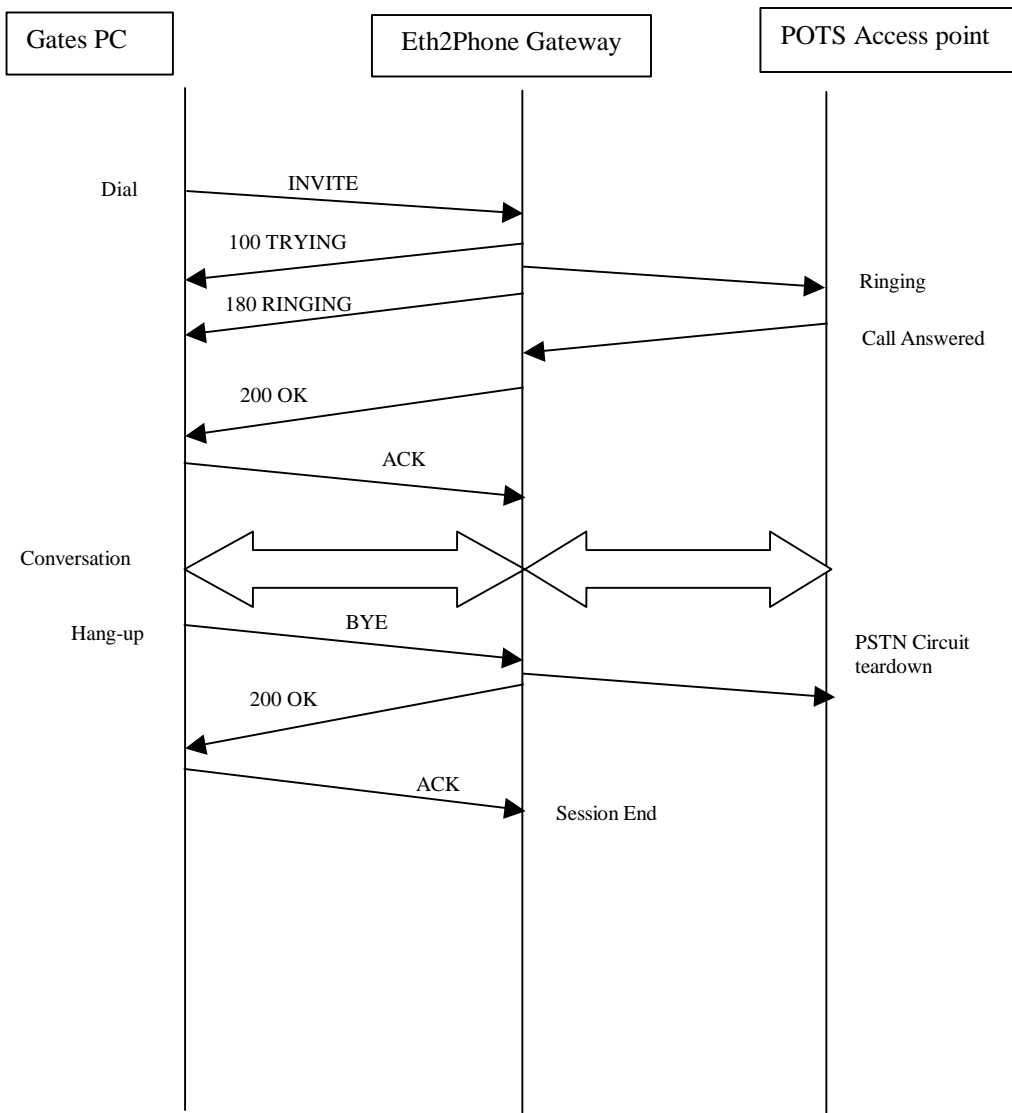 Gates PC
Eth2Phone Gateway
POTS Access point
Dial
INVITE
100 TRYING
Ringing
180 RINGING
Call Answered
200 OK
ACK
Conversation
Hang-up
BYE
PSTN Circuit
teardown
200 OK
ACK
Session End